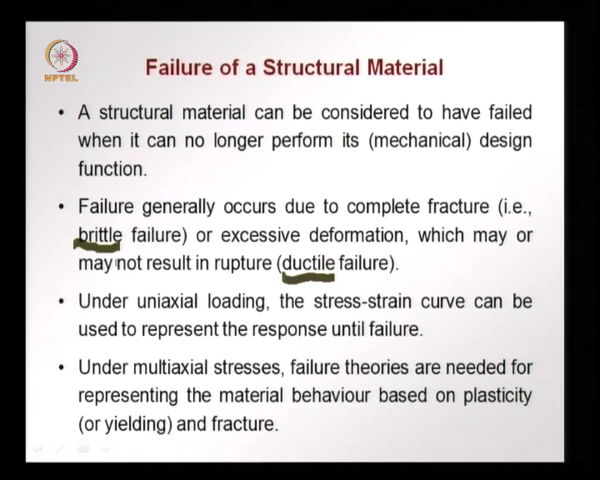 NPTEL
Failure of a Structural Material
• A structural material can be considered to have failed
when it can no longer perform its (mechanical) design
function.
• Failure generally occurs due to complete fracture (i.e.,
brittle failure) or excessive deformation, which may or
may not result in rupture (ductile failure).
• Under uniaxial loading, the stress-strain curve can be
used to represent the response until failure.
• Under multiaxial stresses, failure theories are needed for
representing the material behaviour based on plasticity
(or yielding) and fracture.